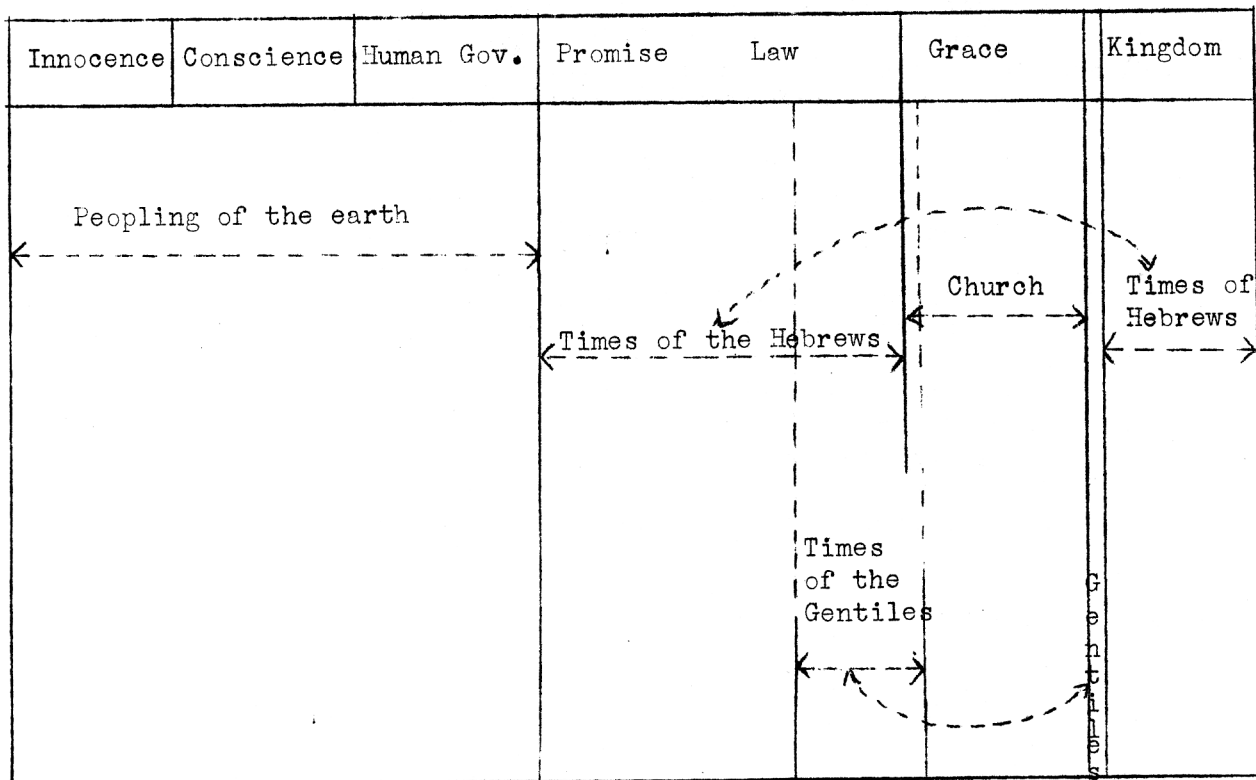 Innocence Conscience Human Gov. Promise Law Grace Kingdom
Peopling of the earth
Church
Times of
Hebrews
Times of the Hebrews
Times
of the
Gentiles
Gentiles